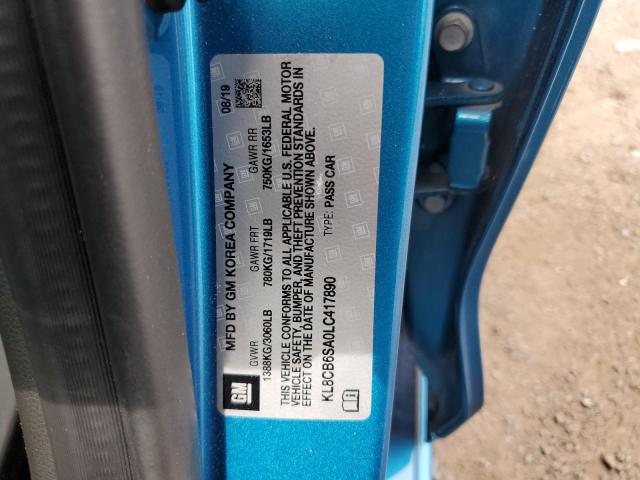 GM
MFD BY GM KOREA COMPANY
08/19
GVWR GAWR FRT GAWR RR
1388KG/3060LB 780KG/1719LB 750KG/1653LB
THIS VEHICLE CONFORMS TO ALL APPLICABLE U.S. FEDERAL MOTOR
VEHICLE SAFETY, BUMPER, AND THEFT PREVENTION STANDARDS IN
EFFECT ON THE DATE OF MANUFACTURE SHOWN ABOVE.
KL8CB6SA0LC417890 TYPE: PASS CAR